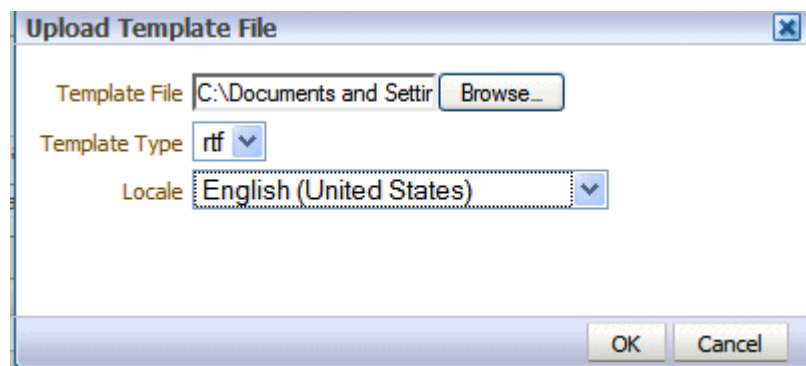 Upload Template File
Template File C:\Documents and Settir Browse...
Template Type rtf
Locale English (United States)
OK Cancel